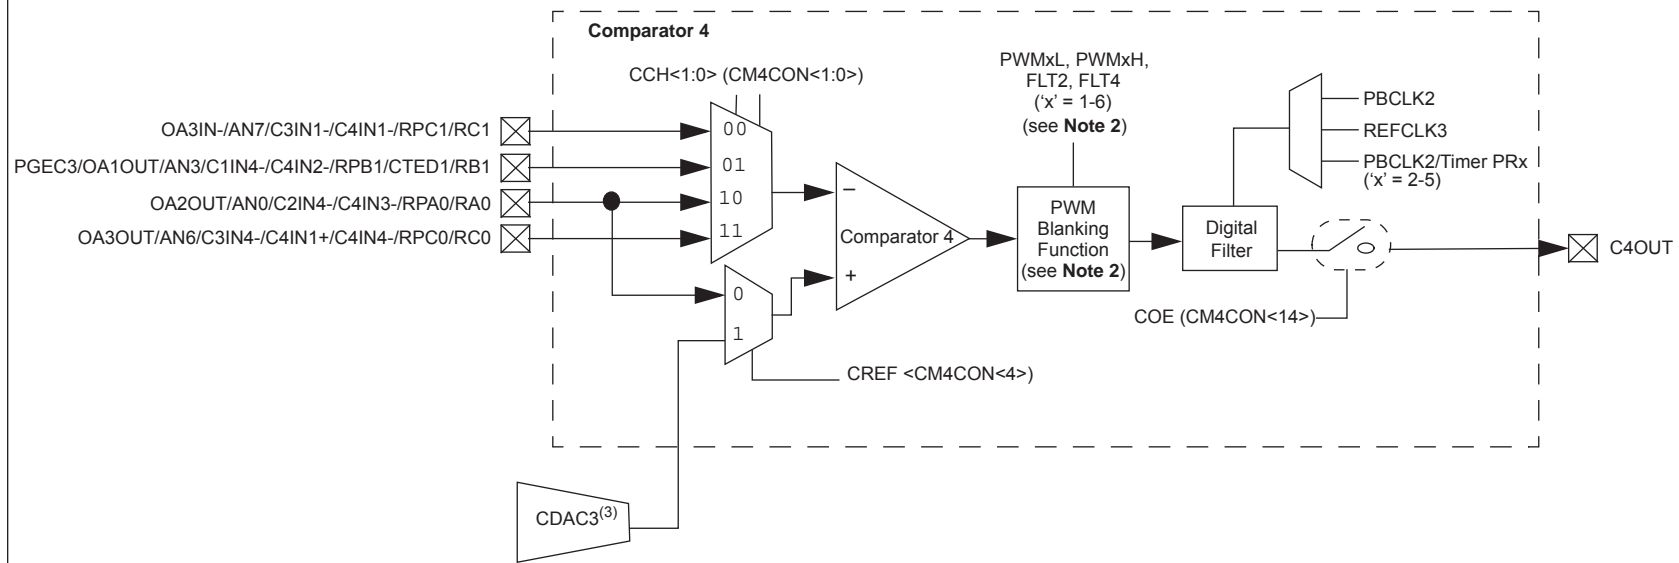 Comparator 4
CCH<1:0> (CM4CON<1:0>)
PWMxL, PWMxH,
FLT2, FLT4
(‘x’ = 1-6)
(see Note 2)
PBCLK2
REFCLK3
PBCLK2/Timer PRx
(‘x’ = 2-5)
OA3IN-/AN7/C3IN1-/C4IN1-/RPC1/RC1
PGEC3/OA1OUT/AN3/C1IN4-/C4IN2-/RPB1/CTED1/RB1
OA2OUT/AN0/C2IN4-/C4IN3-/RPA0/RA0
OA3OUT/AN6/C3IN4-/C4IN1+/C4IN4-/RPC0/RC0
00
01
10
11
–
Comparator 4
+
PWM
Blanking
Function
(see Note 2)
Digital
Filter
C4OUT
0
1
COE (CM4CON<14>)
CREF <CM4CON<4>)
CDAC3(3)